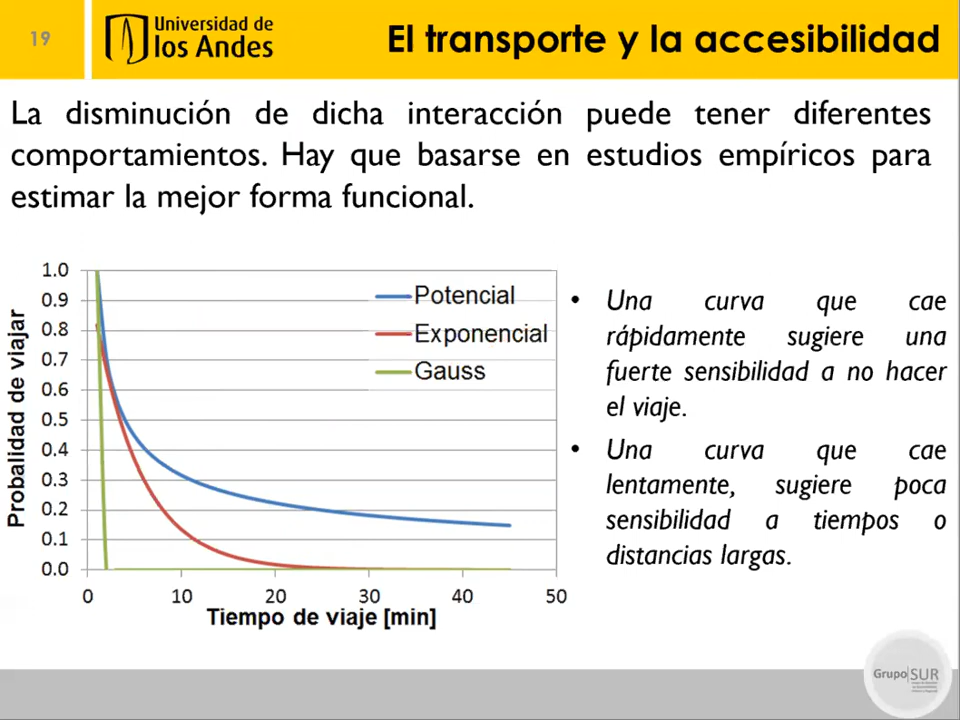 19
Universidad de
los Andes
El transporte y la accesibilidad
La disminución de dicha interacción puede tener diferentes
comportamientos. Hay que basarse en estudios empíricos para
estimar la mejor forma funcional.
1.0
0.9
0.8
0.7
0.6
0.5
0.4
0.3
0.2
0.1
0.0
Probalidad de viajar
Potencial
Exponencial
Gauss
0 10 20 30 40 50
Tiempo de viaje [min]
• Una curva que cae
rápidamente sugiere una
fuerte sensibilidad a no hacer
el viaje.
• Una curva que cae
lentamente, sugiere poca
sensibilidad a tiempos o
distancias largas.
Grupo SUR